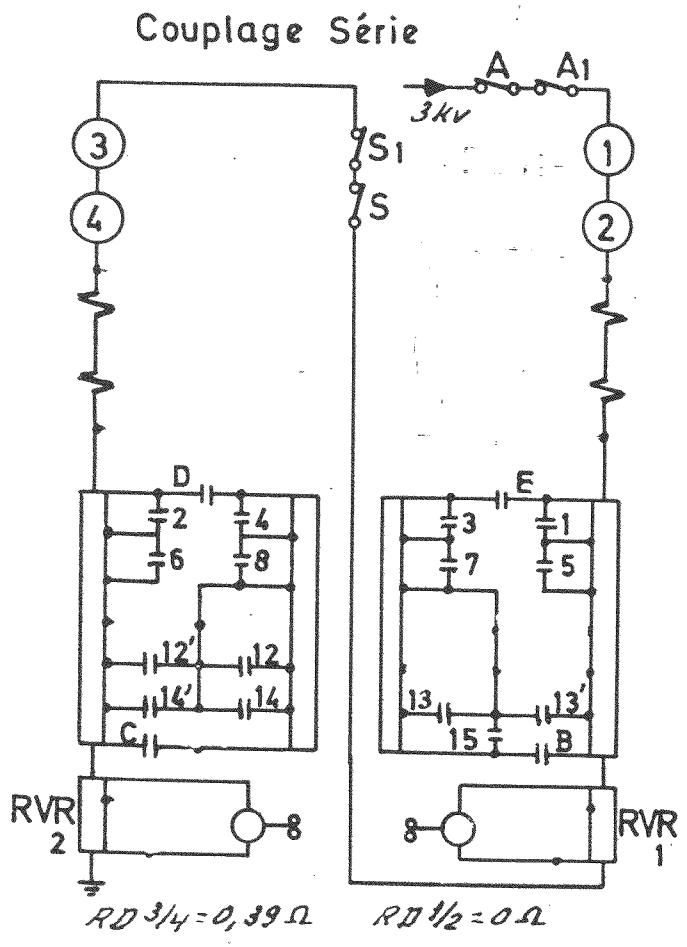 Couplage Série
A A1
3kv
3
S1
1
4
S
2
D
E
2 4
3 1
6 8
7 5
12' 12
14' 14
13 13'
C
15 B
RVR
2
8
8
RVR
1
RD 3/4 = 0,39 Ω
RD 1/2 = 0 Ω